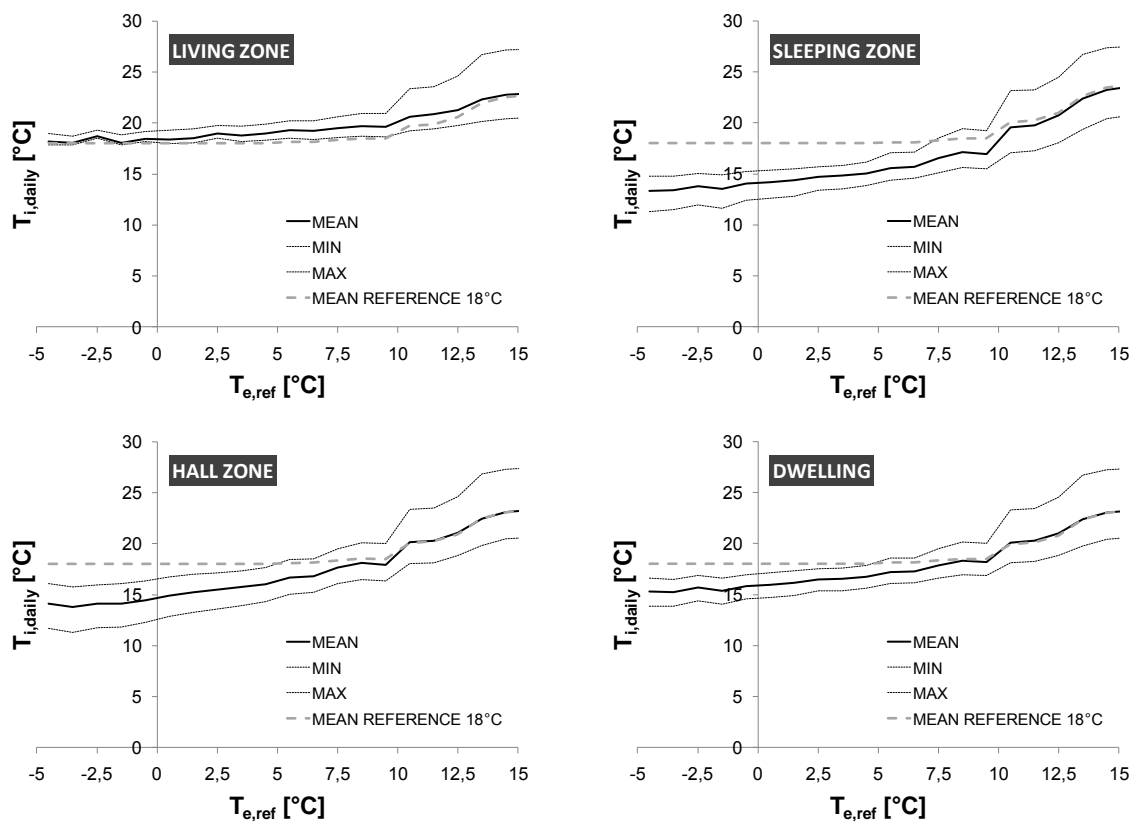 LIVING ZONE
30
25
20
15
10
5
0
T_i,daily [°C]
MEAN
MIN
MAX
MEAN REFERENCE 18°C
-5 -2,5 0 2,5 5 7,5 10 12,5 15
T_e,ref [°C]
SLEEPING ZONE
30
25
20
15
10
5
0
T_i,daily [°C]
MEAN
MIN
MAX
MEAN REFERENCE 18°C
-5 -2,5 0 2,5 5 7,5 10 12,5 15
T_e,ref [°C]
HALL ZONE
30
25
20
15
10
5
0
T_i,daily [°C]
MEAN
MIN
MAX
MEAN REFERENCE 18°C
-5 -2,5 0 2,5 5 7,5 10 12,5 15
T_e,ref [°C]
DWELLING
30
25
20
15
10
5
0
T_i,daily [°C]
MEAN
MIN
MAX
MEAN REFERENCE 18°C
-5 -2,5 0 2,5 5 7,5 10 12,5 15
T_e,ref [°C]